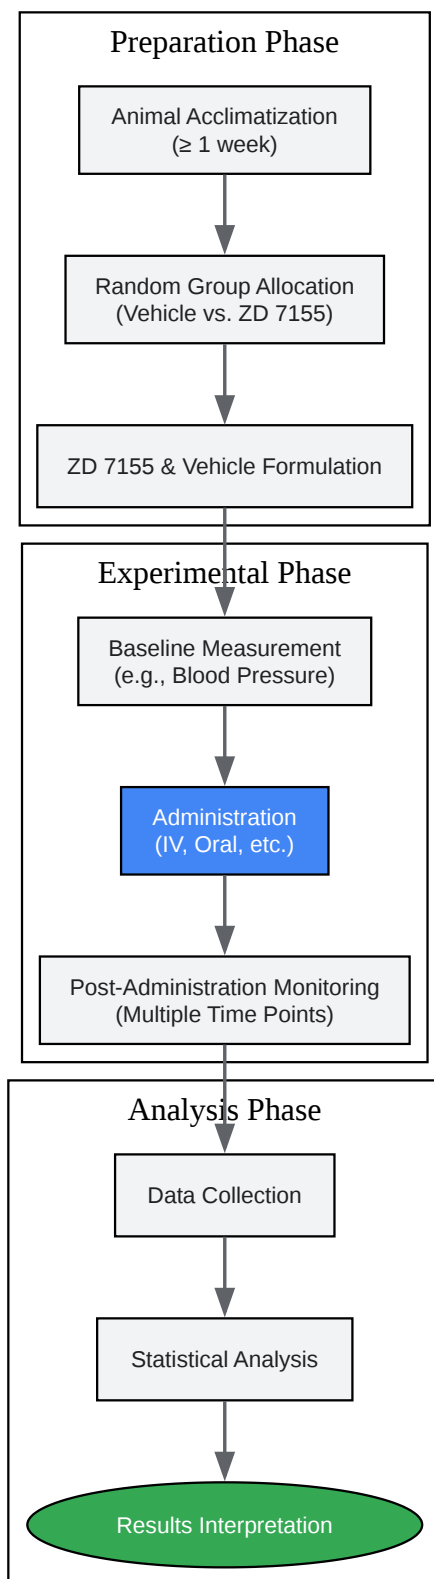 Preparation Phase
Animal Acclimatization
(≥ 1 week)
Random Group Allocation
(Vehicle vs. ZD 7155)
ZD 7155 & Vehicle Formulation
Experimental Phase
Baseline Measurement
(e.g., Blood Pressure)
Administration
(IV, Oral, etc.)
Post-Administration Monitoring
(Multiple Time Points)
Analysis Phase
Data Collection
Statistical Analysis
Results Interpretation